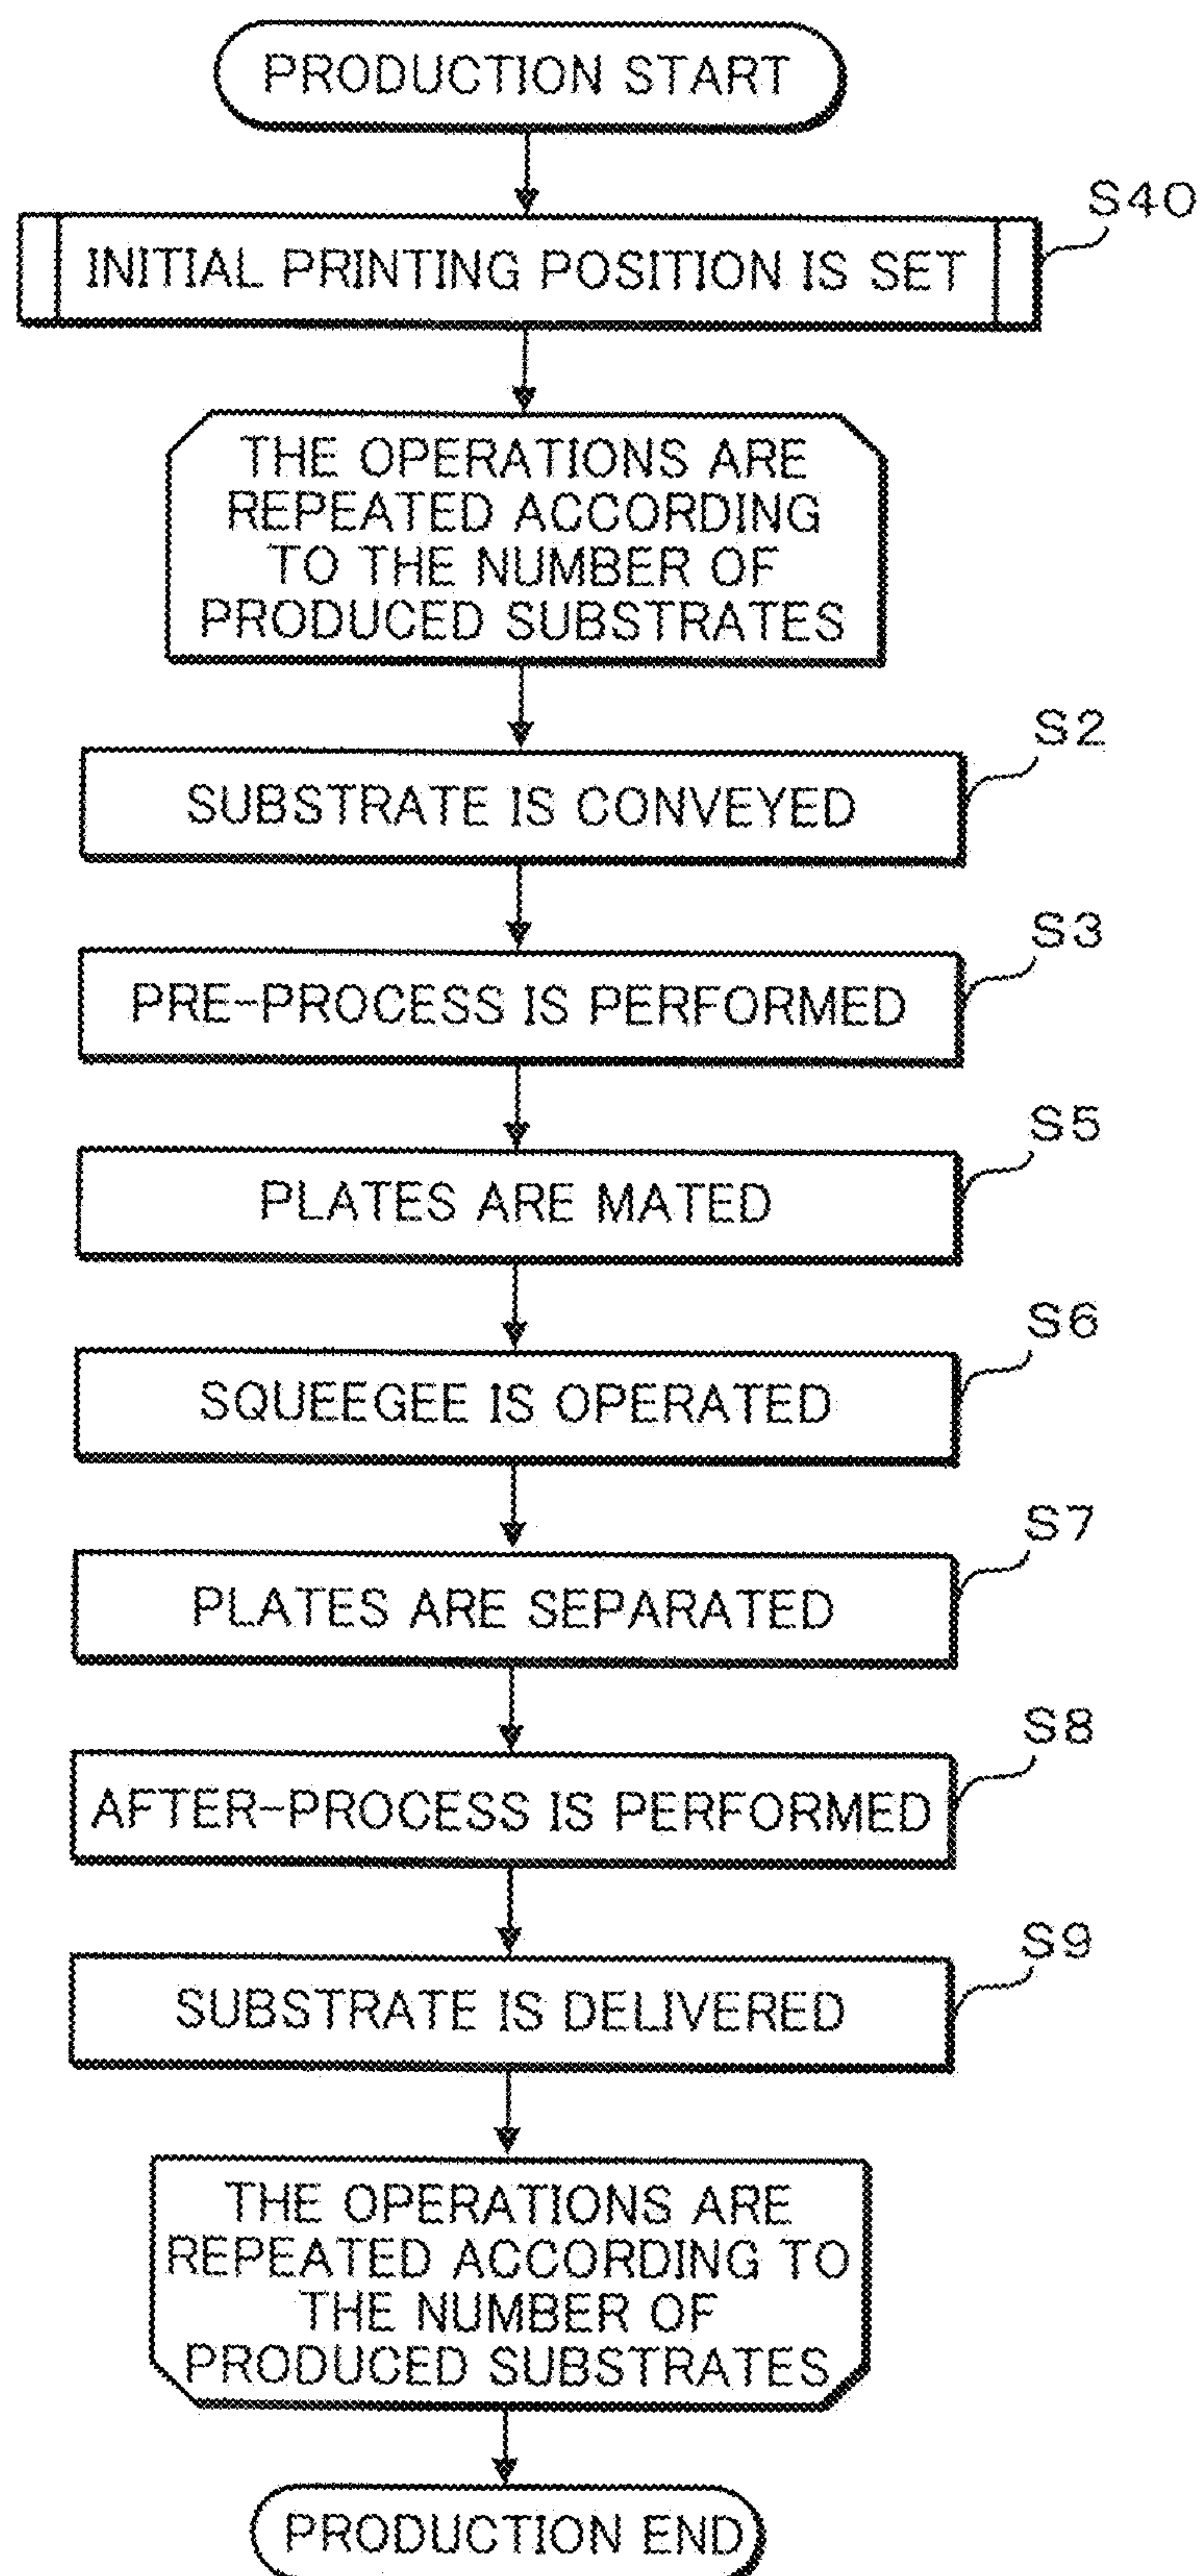 PRODUCTION START
S40
INITIAL PRINTING POSITION IS SET
THE OPERATIONS ARE
REPEATED ACCORDING
TO THE NUMBER OF
PRODUCED SUBSTRATES
S2
SUBSTRATE IS CONVEYED
S3
PRE-PROCESS IS PERFORMED
S5
PLATES ARE MATED
S6
SQUEEGEE IS OPERATED
S7
PLATES ARE SEPARATED
S8
AFTER-PROCESS IS PERFORMED
S9
SUBSTRATE IS DELIVERED
THE OPERATIONS ARE
REPEATED ACCORDING TO
THE NUMBER OF
PRODUCED SUBSTRATES
PRODUCTION END